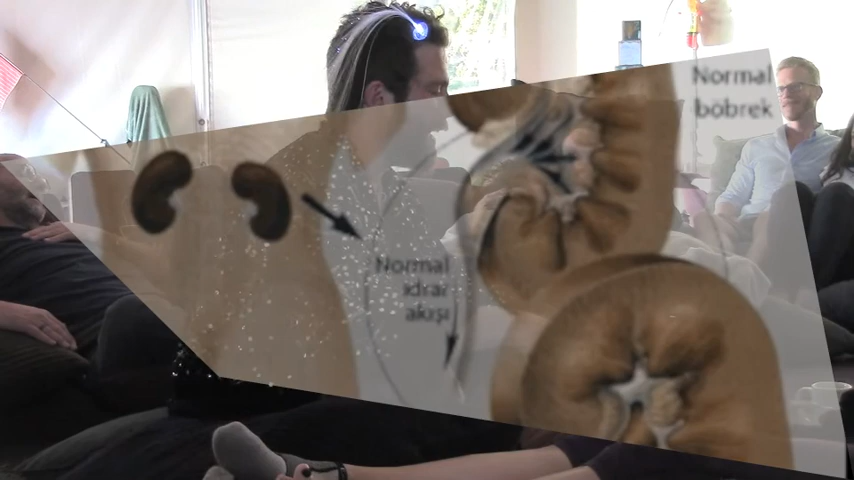 Normal
böbrek
Normal
idrar
akışı